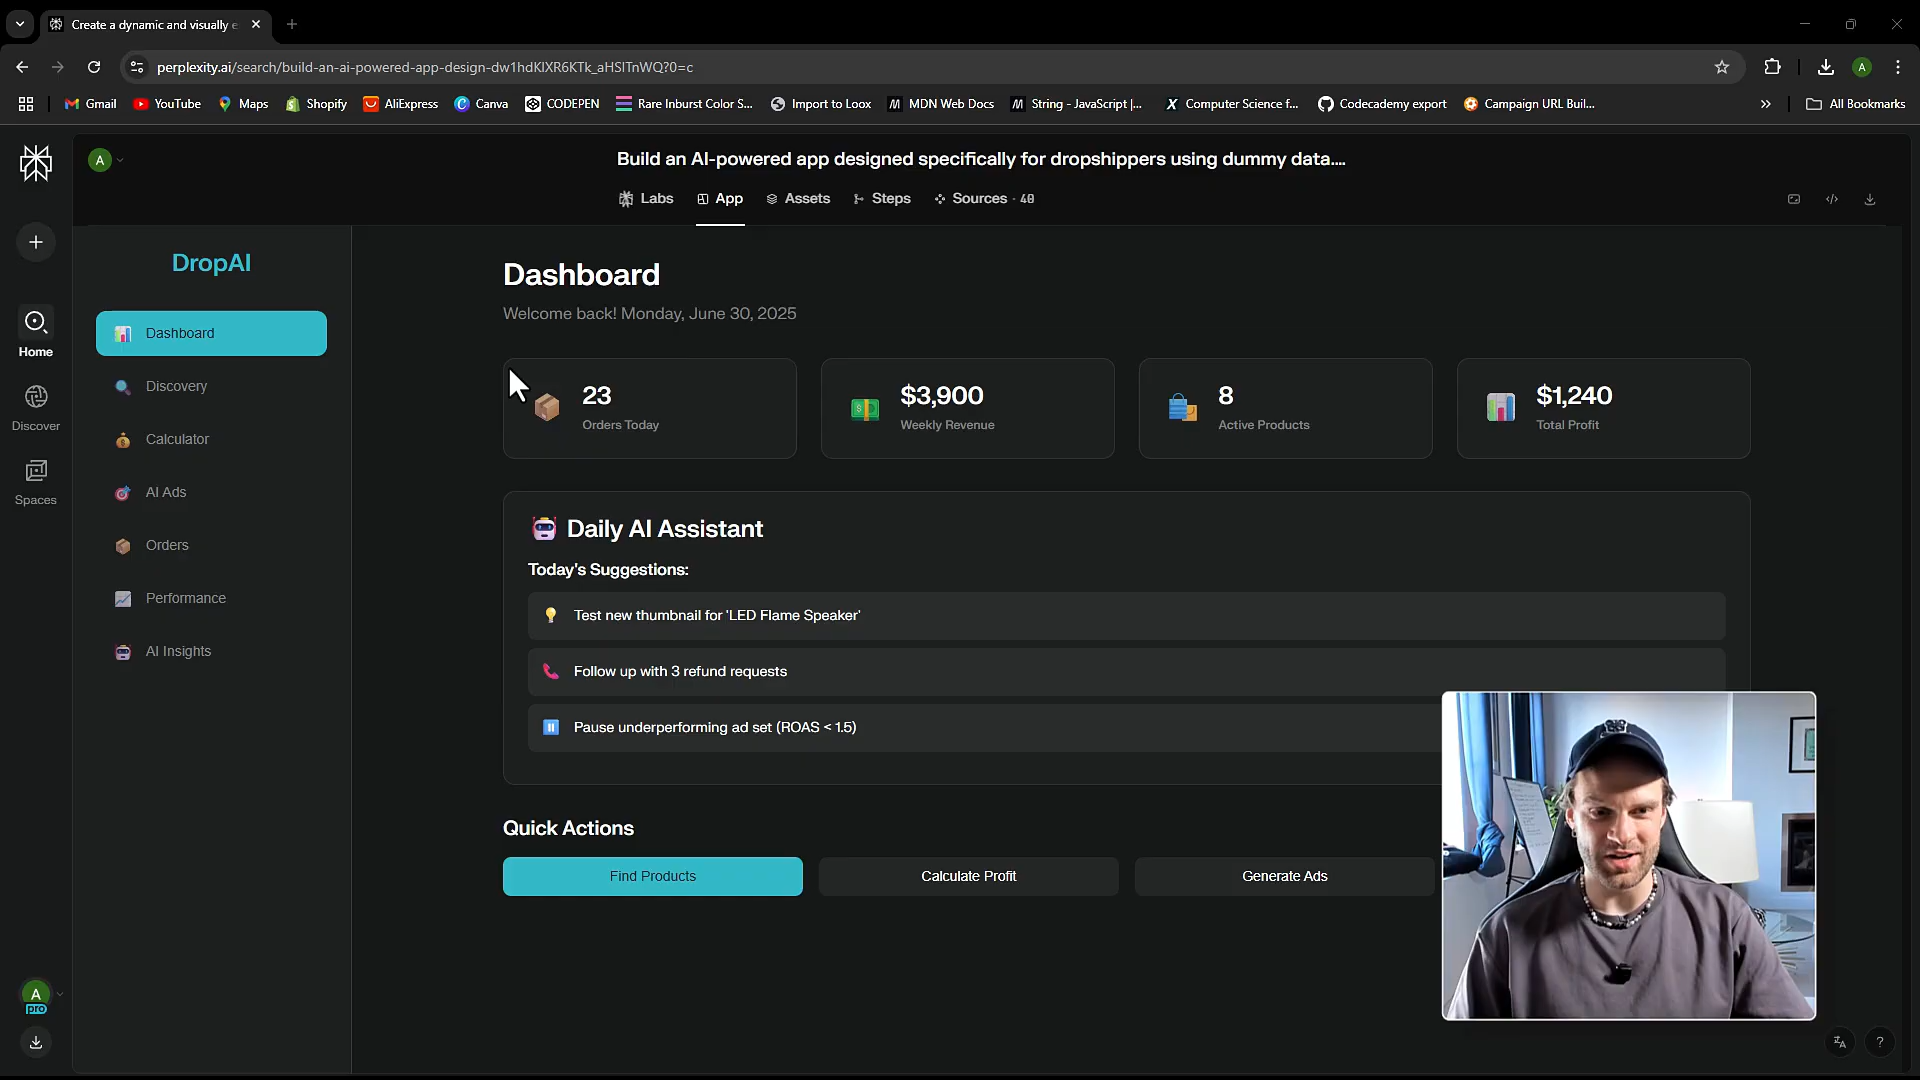 Create a dynamic and visually e
perplexity.ai/search/build-an-ai-powered-app-design-dw1hdKlXR6KTk_aHSlTnWQ?0=c
A
Gmail
YouTube
Maps
Shopify
AliExpress
Canva
CODEPEN
Rare Inburst Color S...
Import to Loox
MDN Web Docs
String - JavaScript |...
Computer Science f...
Codecademy export
Campaign URL Buil...
All Bookmarks
A
Build an AI-powered app designed specifically for dropshippers using dummy data....
Labs
App
Assets
Steps
Sources · 40
Home
Discover
Spaces
A
pro
DropAI
Dashboard
Discovery
Calculator
AI Ads
Orders
Performance
AI Insights
Dashboard
Welcome back! Monday, June 30, 2025
23
Orders Today
$3,900
Weekly Revenue
8
Active Products
$1,240
Total Profit
Daily AI Assistant
Today's Suggestions:
Test new thumbnail for 'LED Flame Speaker'
Follow up with 3 refund requests
Pause underperforming ad set (ROAS < 1.5)
Quick Actions
Find Products
Calculate Profit
Generate Ads
?